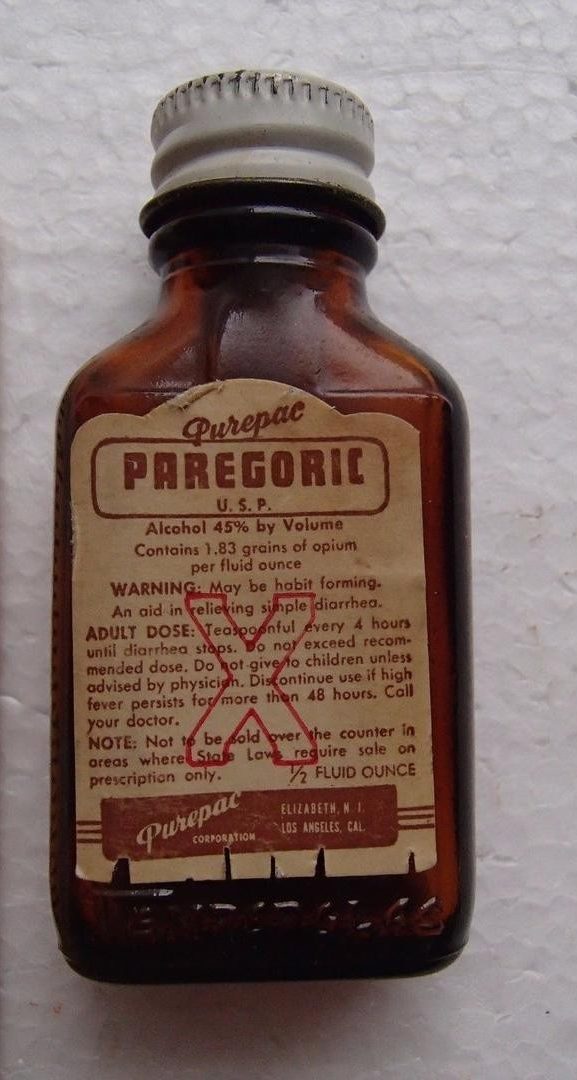 Purepac
PAREGORIC
U. S. P.
Alcohol 45% by Volume
Contains 1.83 grains of opium
per fluid ounce
WARNING: May be habit forming.
An aid in relieving simple diarrhea.
ADULT DOSE: Teaspoonful every 4 hours
until diarrhea stops. Do not exceed recom-
mended dose. Do not give to children unless
advised by physician. Discontinue use if high
fever persists for more than 48 hours. Call
your doctor.
NOTE: Not to be sold over the counter in
areas where State Laws require sale on
prescription only.
½ FLUID OUNCE
X
Purepac
CORPORATION
ELIZABETH, N. J.
LOS ANGELES, CAL.